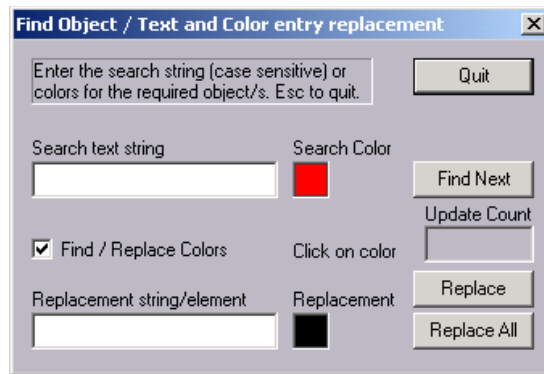 Find Object / Text and Color entry replacement
Enter the search string (case sensitive) or
colors for the required object/s. Esc to quit.
Quit
Search text string
Search Color
Find Next
Update Count
Find / Replace Colors
Click on color
Replace
Replacement string/element
Replacement
Replace All